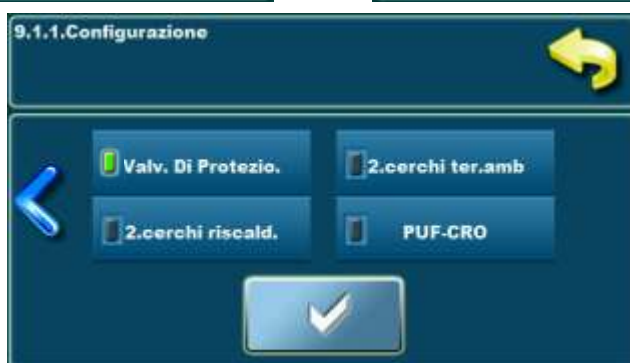 9.1.1.Configurazione
Valv. Di Protezio.
2.cerchi ter.amb
2.cerchi riscald.
PUF-CRO